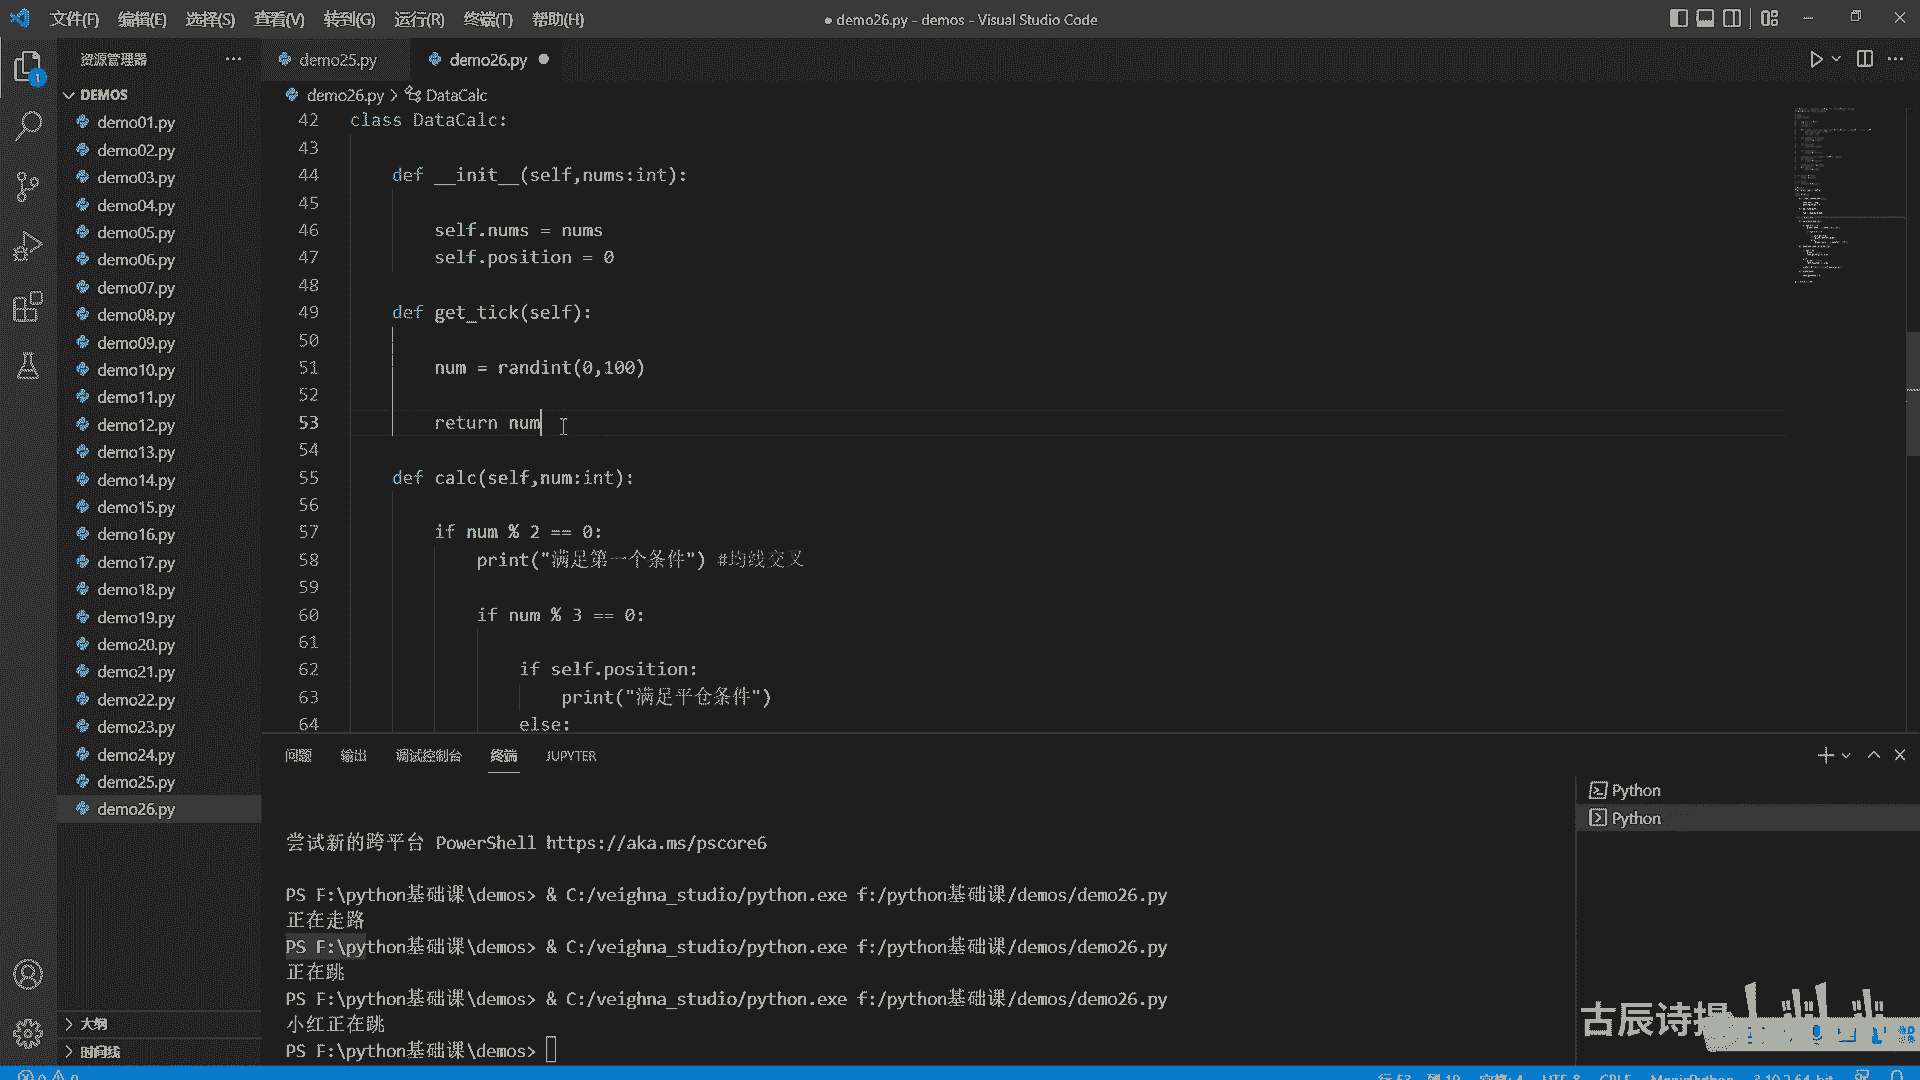 文件(F) 编辑(E) 选择(S) 查看(V) 转到(G) 运行(R) 终端(T) 帮助(H)
● demo26.py - demos - Visual Studio Code
资源管理器
demo25.py
demo26.py
1
DEMOS
demo26.py > DataCalc
demo01.py
demo02.py
demo03.py
demo04.py
demo05.py
demo06.py
demo07.py
demo08.py
demo09.py
demo10.py
demo11.py
demo12.py
demo13.py
demo14.py
demo15.py
demo16.py
demo17.py
demo18.py
demo19.py
demo20.py
demo21.py
demo22.py
demo23.py
demo24.py
demo25.py
demo26.py
大纲
时间线
42 class DataCalc:
43
44 def __init__(self,nums:int):
45
46 self.nums = nums
47 self.position = 0
48
49 def get_tick(self):
50
51 num = randint(0,100)
52
53 return num
54
55 def calc(self,num:int):
56
57 if num % 2 == 0:
58 print("满足第一个条件") #均线交叉
59
60 if num % 3 == 0:
61
62 if self.position:
63 print("满足平仓条件")
64 else:
问题 输出 调试控制台 终端 JUPYTER
Python
Python
尝试新的跨平台 PowerShell https://aka.ms/pscore6
PS F:\python基础课\demos> & C:/veighna_studio/python.exe f:/python基础课/demos/demo26.py
正在走路
PS F:\python基础课\demos> & C:/veighna_studio/python.exe f:/python基础课/demos/demo26.py
正在跳
PS F:\python基础课\demos> & C:/veighna_studio/python.exe f:/python基础课/demos/demo26.py
小红正在跳
PS F:\python基础课\demos>
古辰诗提